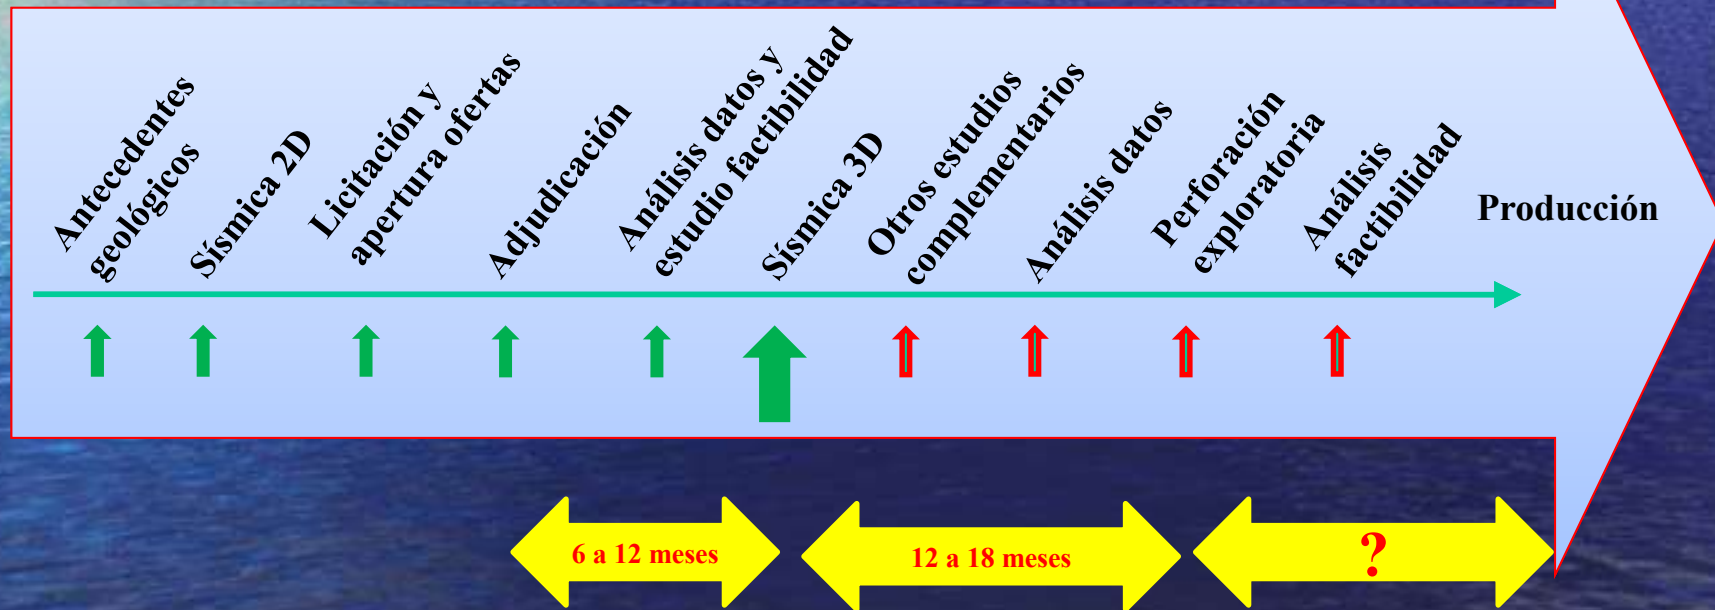 Antecedentes
geológicos
Sísmica 2D
Licitación y
apertura ofertas
Adjudicación
Análisis datos y
estudio factibilidad
Sísmica 3D
Otros estudios
complementarios
Análisis datos
Perforación
exploratoria
Análisis
factibilidad
Producción
6 a 12 meses
12 a 18 meses
?